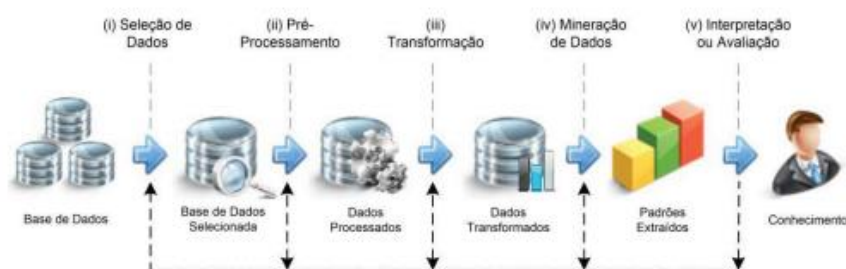 (i) Seleção de
Dados
(ii) Pré-
Processamento
(iii)
Transformação
(iv) Mineração
de Dados
(v) Interpretação
ou Avaliação
Base de Dados
Base de Dados
Selecionada
Dados
Processados
Dados
Transformados
Padrões
Extraídos
Conhecimento